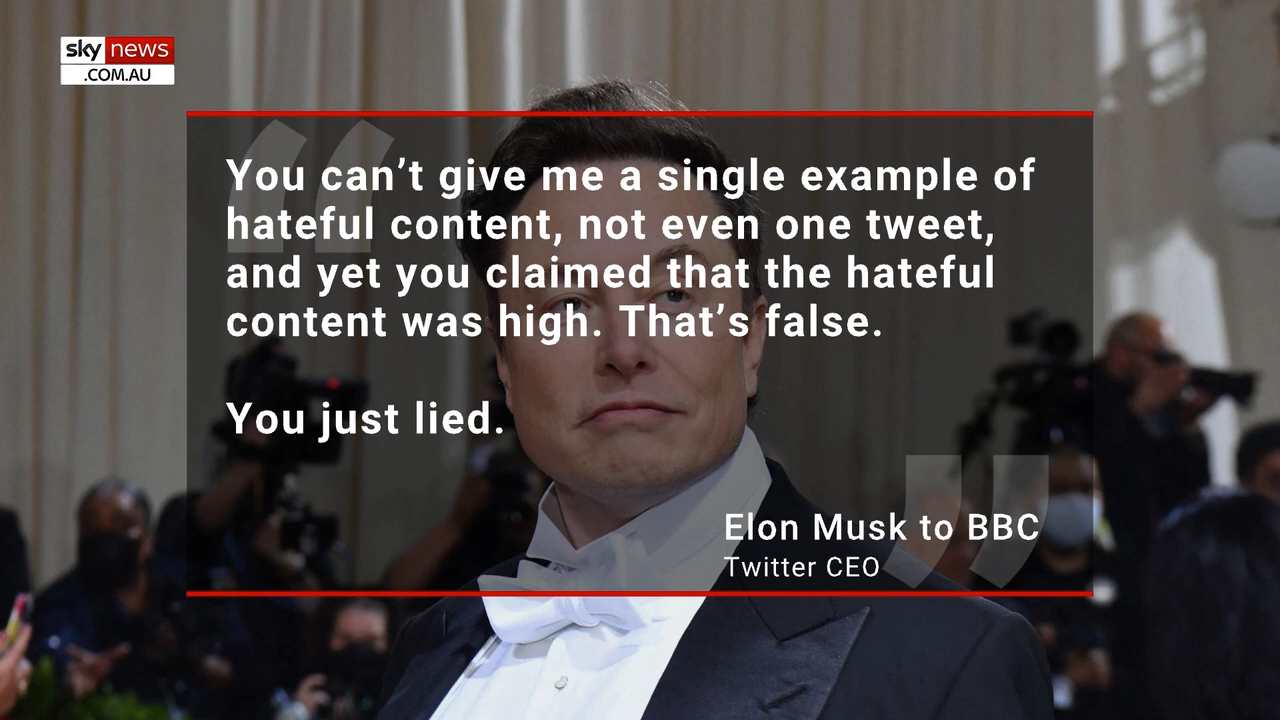 sky news
.COM.AU
You can’t give me a single example of
hateful content, not even one tweet,
and yet you claimed that the hateful
content was high. That’s false.
You just lied.
Elon Musk to BBC
Twitter CEO